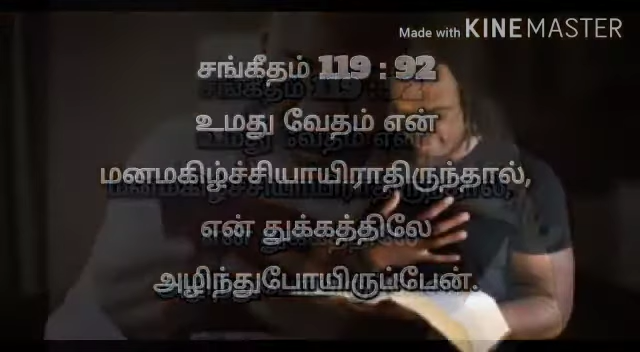 Made with KINEMASTER
சங்கீதம் 119 : 92
உமது வேதம் என்
மனமகிழ்ச்சியாயிராதிருந்தால்,
என் துக்கத்திலே
அழிந்துபோயிருப்பேன்.